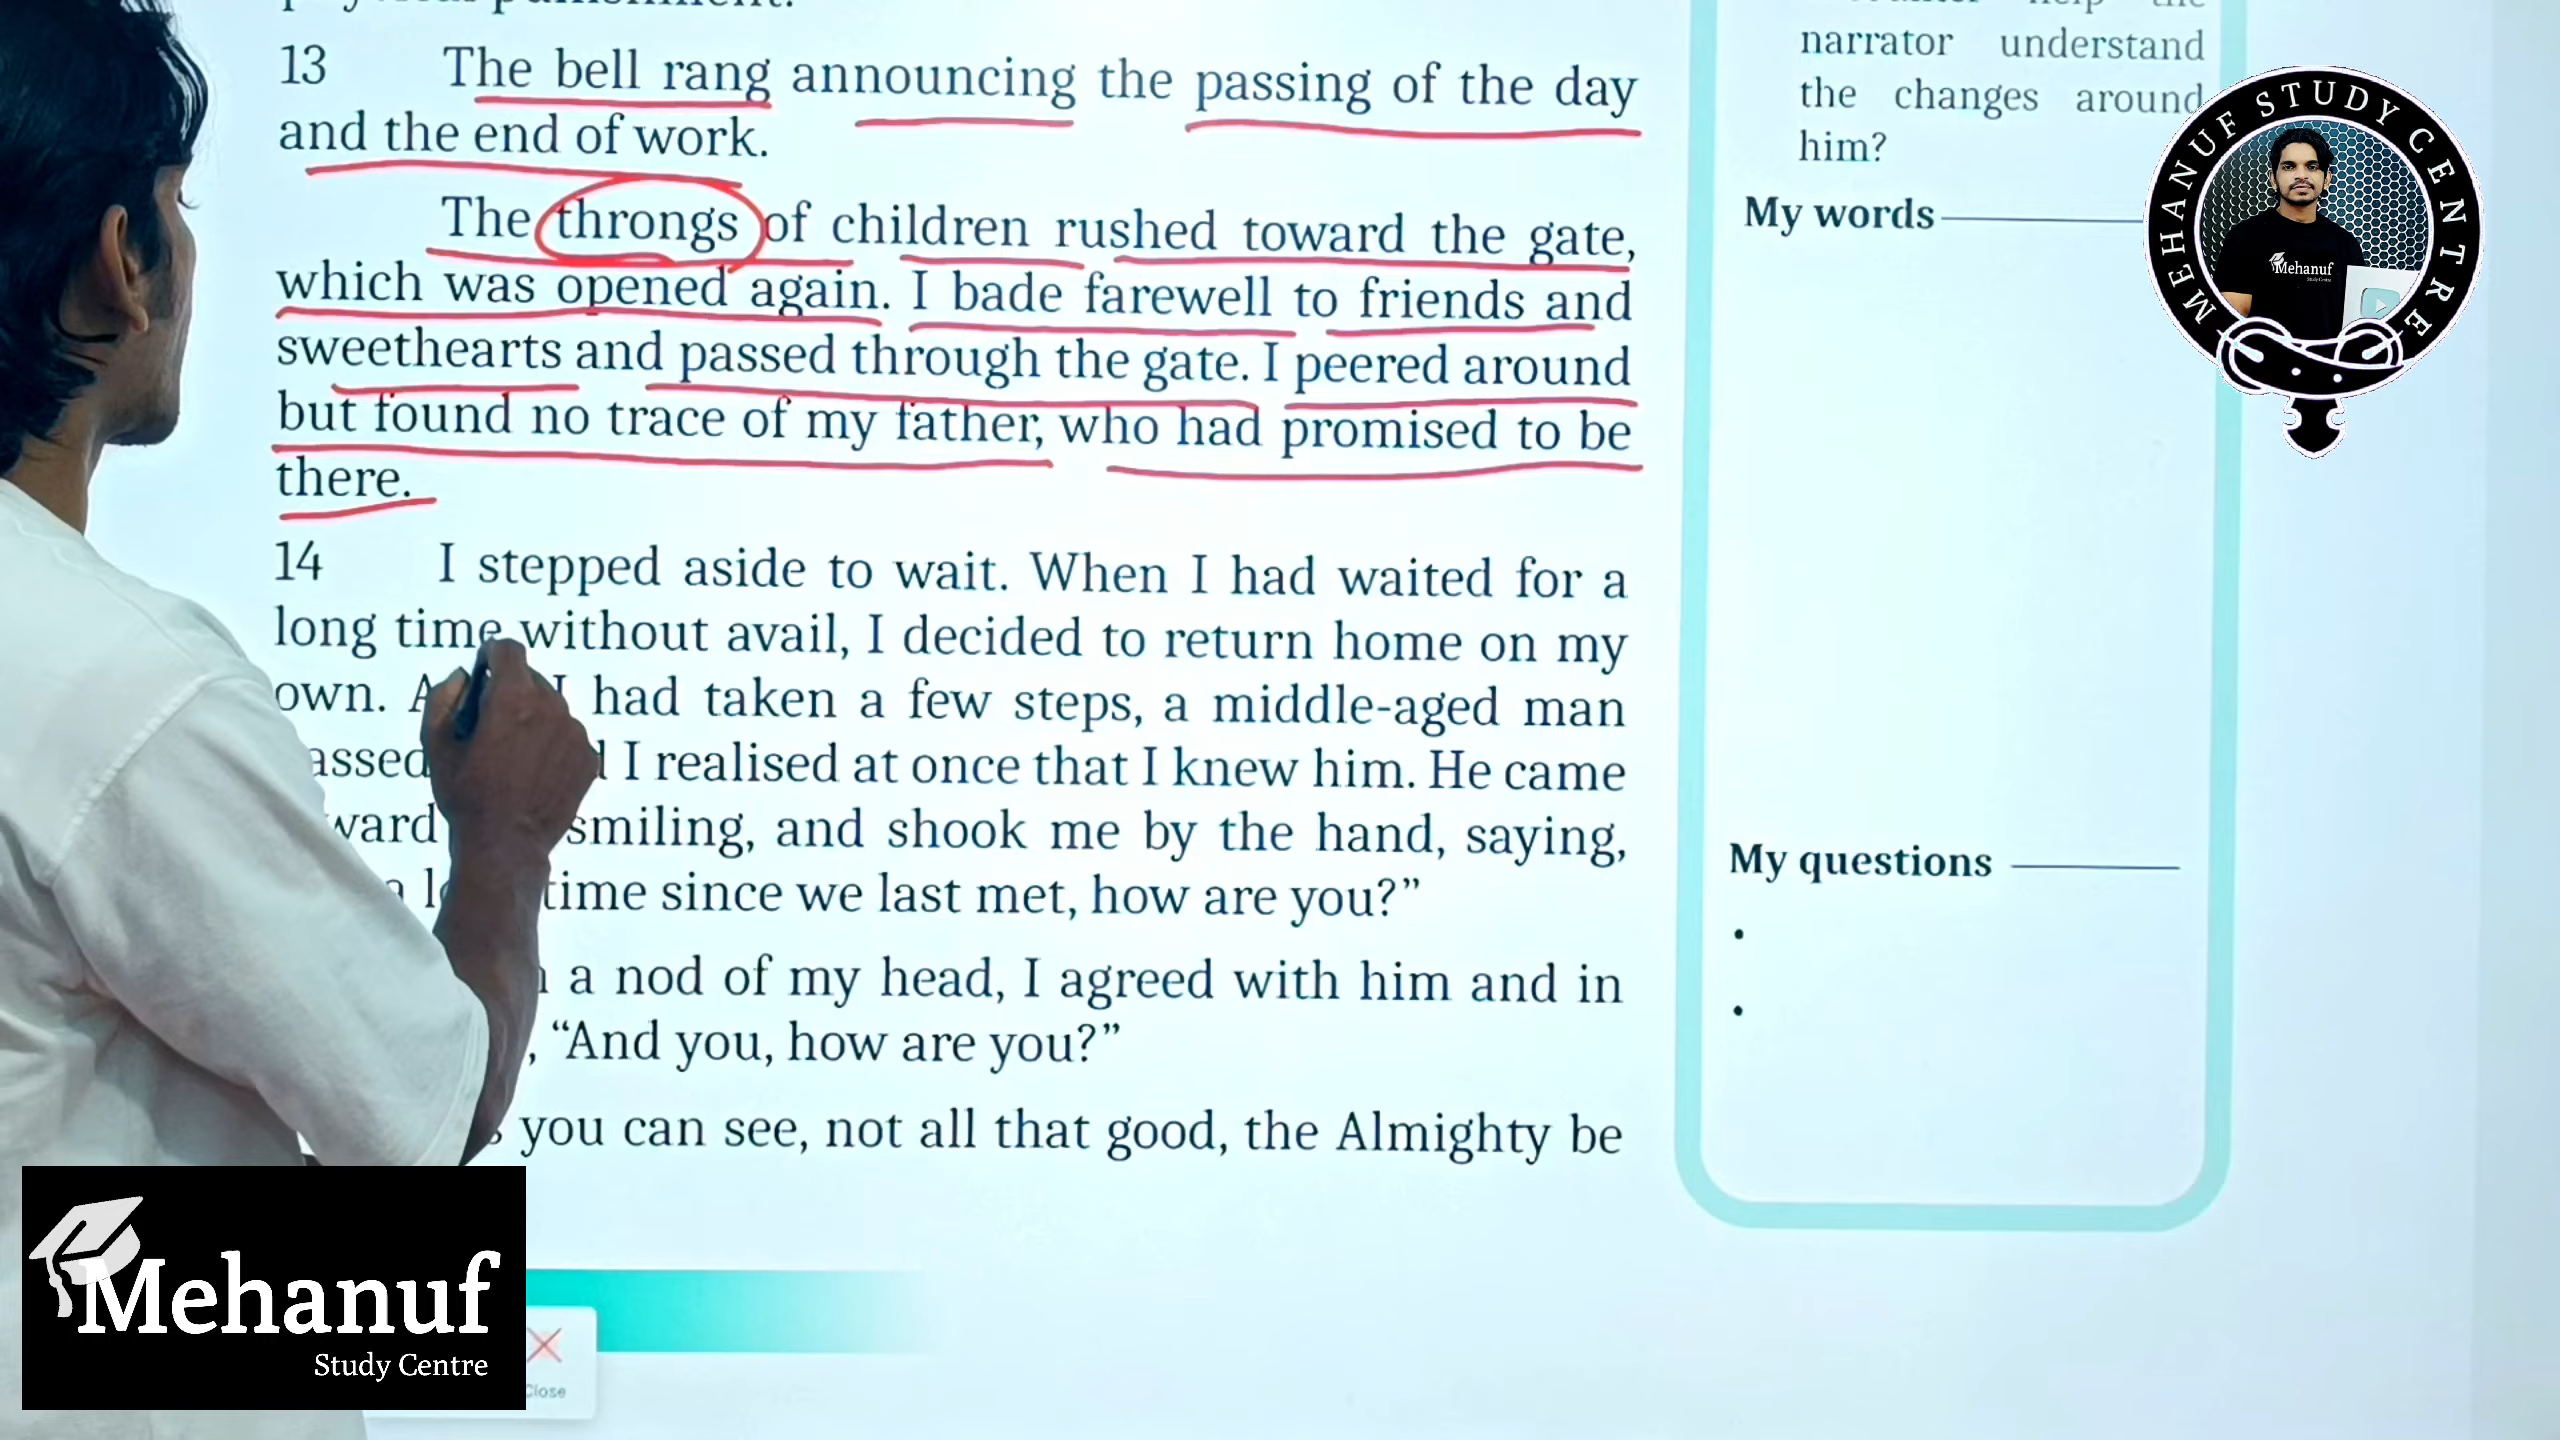 13 The bell rang announcing the passing of the day
and the end of work.
The throngs of children rushed toward the gate,
which was opened again. I bade farewell to friends and
sweethearts and passed through the gate. I peered around
but found no trace of my father, who had promised to be
there.
14 I stepped aside to wait. When I had waited for a
long time without avail, I decided to return home on my
own. I had taken a few steps, a middle-aged man
I realised at once that I knew him. He came
smiling, and shook me by the hand, saying,
time since we last met, how are you?”
a nod of my head, I agreed with him and in
, “And you, how are you?”
you can see, not all that good, the Almighty be
narrator understand
the changes around
him?
My words
My questions
•
•
MEHANUF STUDY CENTRE
Mehanuf
Study Centre
Mehanuf
Study Centre
Close